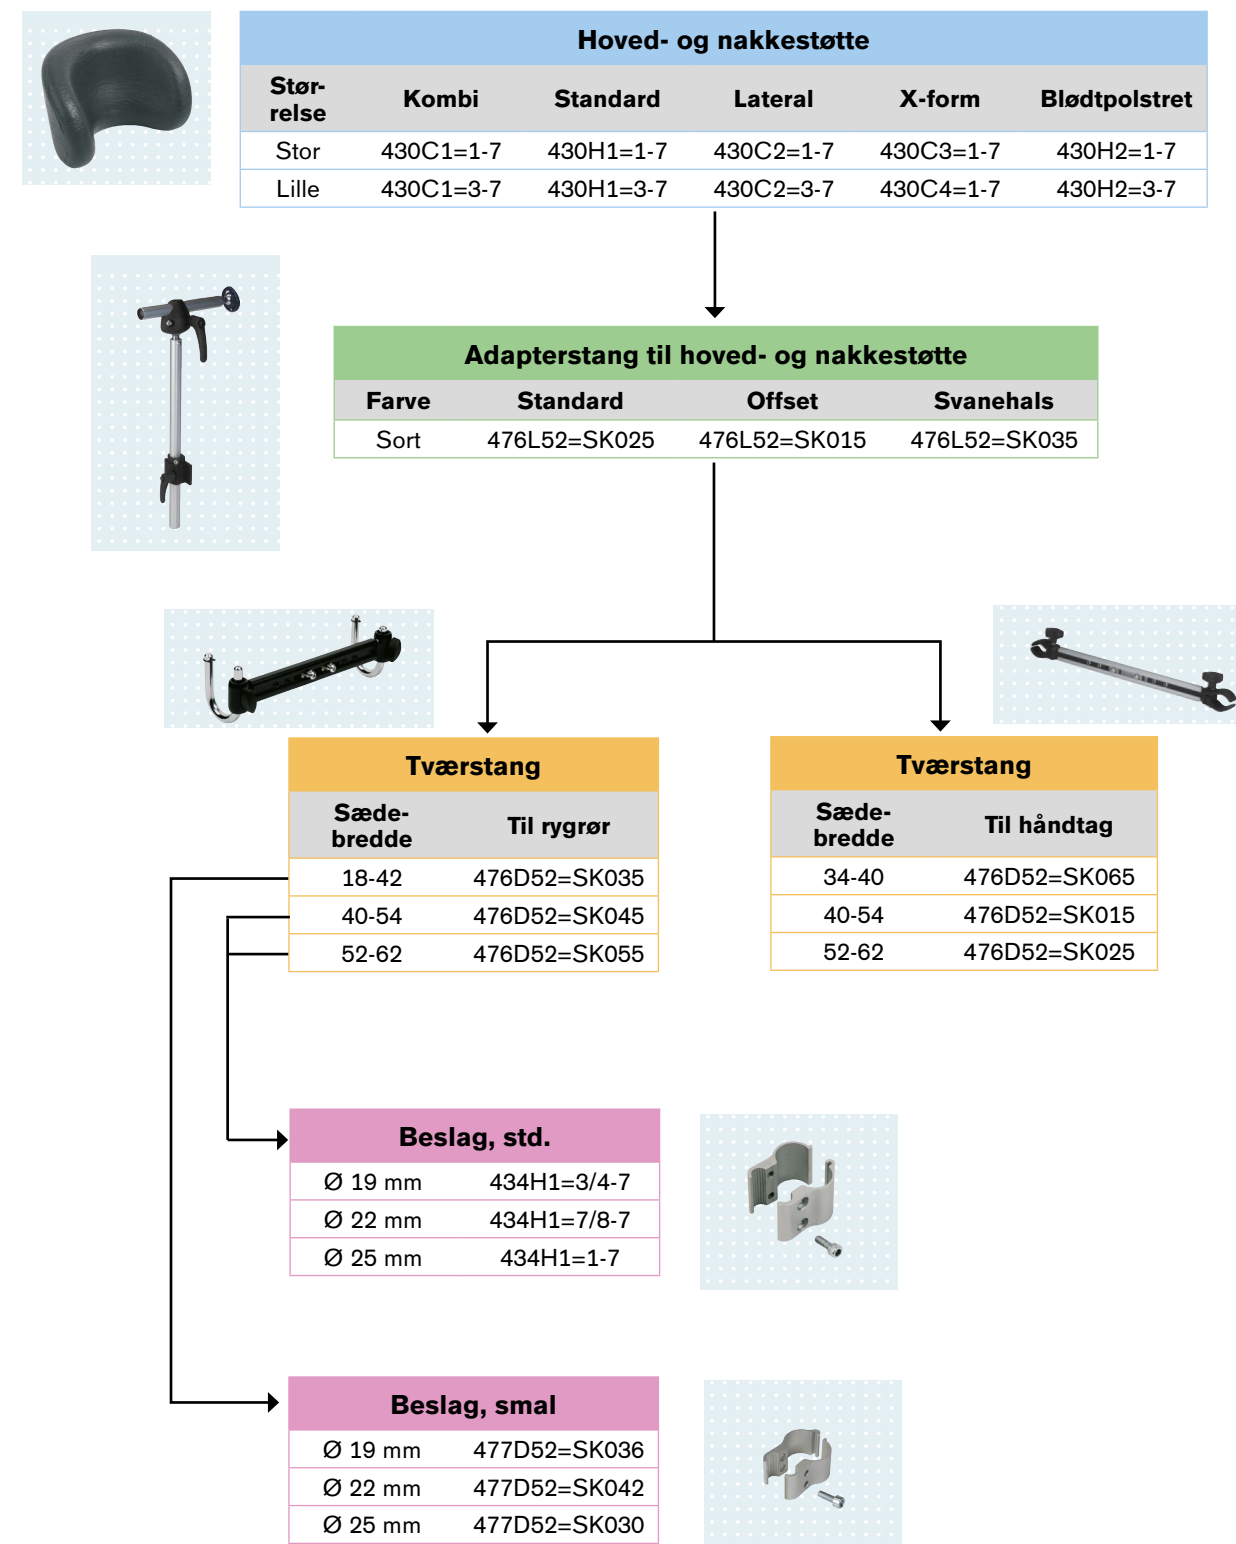 Hoved- og nakkestøtte
Stør-
relse Kombi Standard Lateral X-form Blødtpolstret
Stor 430C1=1-7 430H1=1-7 430C2=1-7 430C3=1-7 430H2=1-7
Lille 430C1=3-7 430H1=3-7 430C2=3-7 430C4=1-7 430H2=3-7
Adapterstang til hoved- og nakkestøtte
Farve Standard Offset Svanehals
Sort 476L52=SK025 476L52=SK015 476L52=SK035
Tværstang
Sæde-
bredde Til rygrør
18-42 476D52=SK035
40-54 476D52=SK045
52-62 476D52=SK055
Tværstang
Sæde-
bredde Til håndtag
34-40 476D52=SK065
40-54 476D52=SK015
52-62 476D52=SK025
Beslag, std.
Ø 19 mm 434H1=3/4-7
Ø 22 mm 434H1=7/8-7
Ø 25 mm 434H1=1-7
Beslag, smal
Ø 19 mm 477D52=SK036
Ø 22 mm 477D52=SK042
Ø 25 mm 477D52=SK030